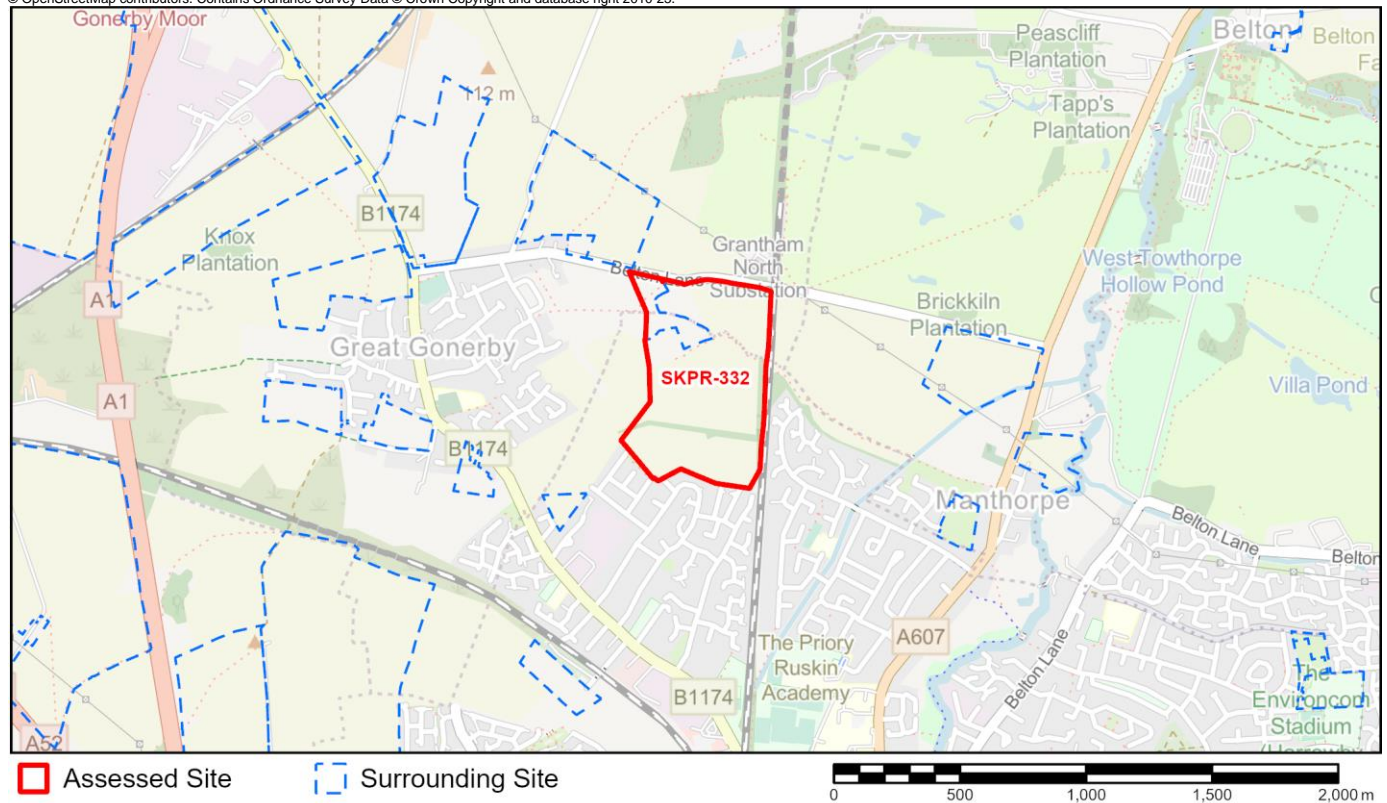 © OpenStreetMap contributors. Contains Ordnance Survey Data © Crown Copyright and database right 2016-23.
Gonerby Moor
112 m
Peascliff
Plantation
Belton
Belton
Tapp's
Plantation
B1174
Knox
Plantation
Grantham
North
Substation
Belton Lane
West Towthorpe
Hollow Pond
A1
Brickkiln
Plantation
Great Gonerby
SKPR-332
Villa Pond
A1
B1174
Manthorpe
Belton Lane
Belton
The Priory
Ruskin
Academy
A607
Belton Lane
B1174
The
Environcom
Stadium
(Harrowby
A52
Assessed Site
Surrounding Site
0 500 1,000 1,500 2,000 m